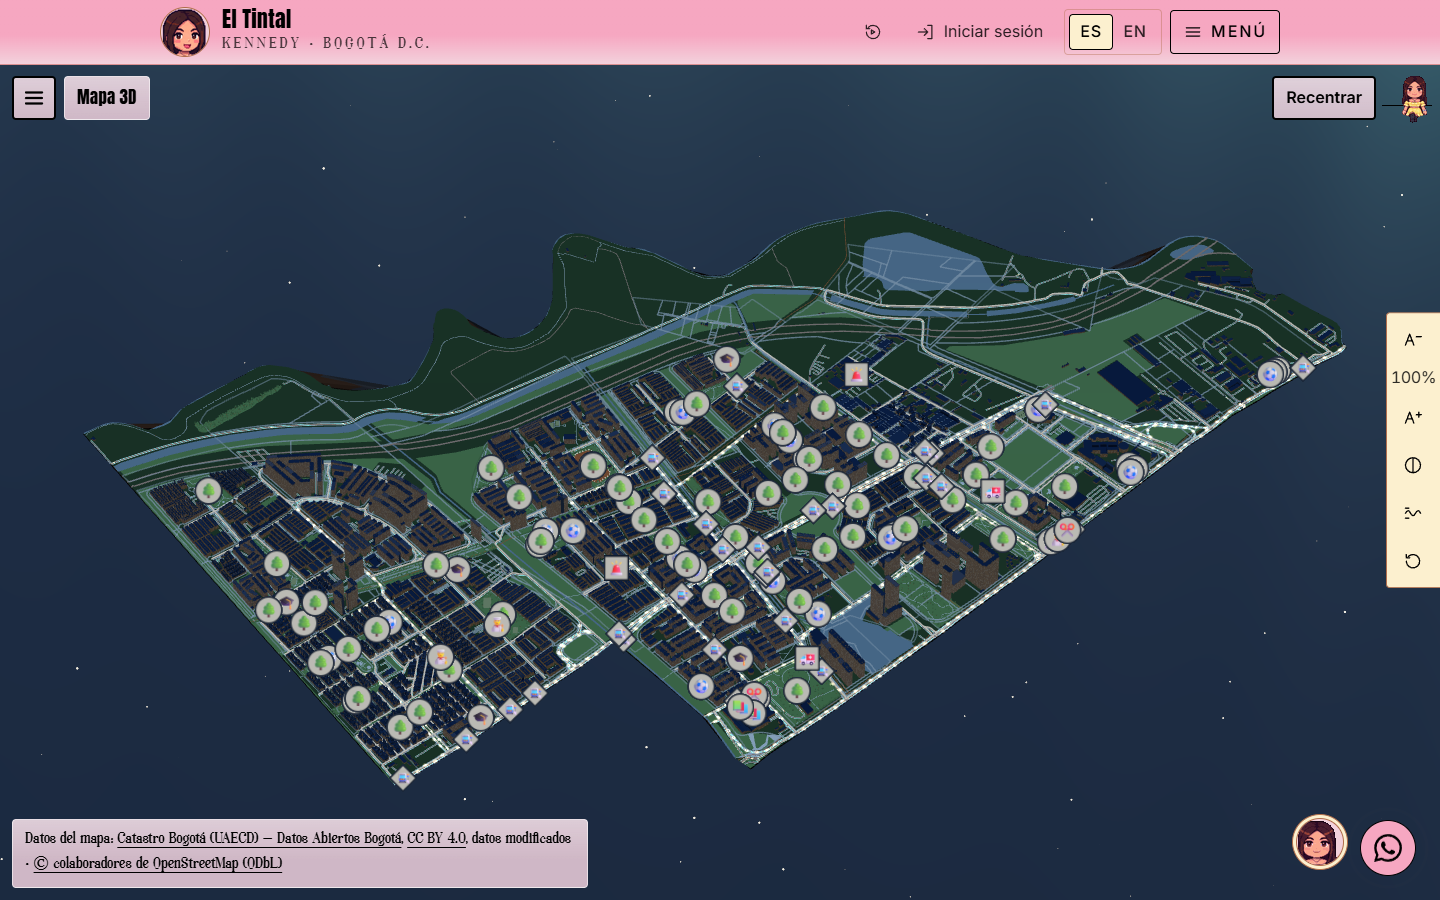 El Tintal
KENNEDY · BOGOTÁ D.C.
Iniciar sesión
ES EN
MENÚ
Mapa 3D
Recentrar
A−
100%
A+
Datos del mapa: Catastro Bogotá (UAECD) — Datos Abiertos Bogotá, CC BY 4.0, datos modificados
· © colaboradores de OpenStreetMap (ODbL)